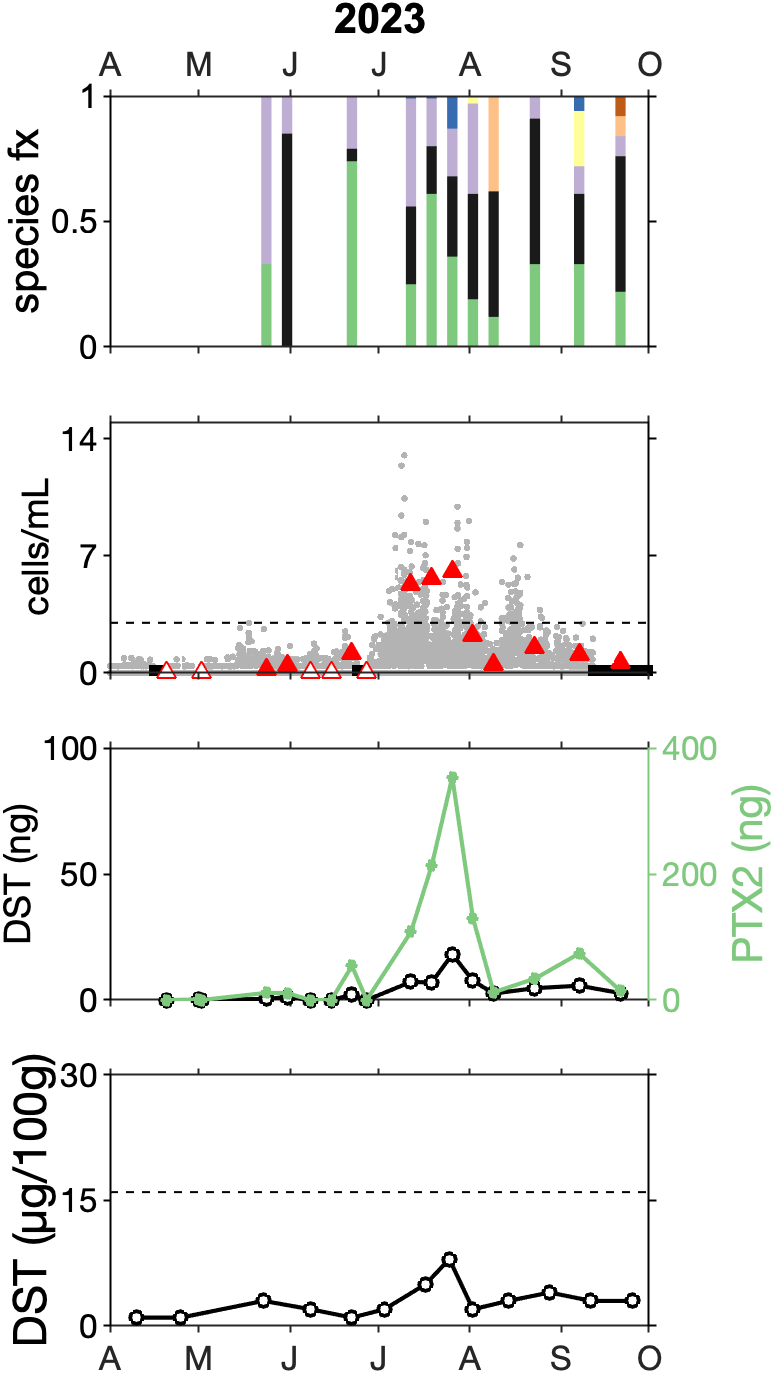 2023
A M J J A S O
species fx
1
0.5
0
cells/mL
14
7
0
DST (ng)
100
50
0
PTX2 (ng)
400
200
0
DST (µg/100g)
30
15
0
A M J J A S O